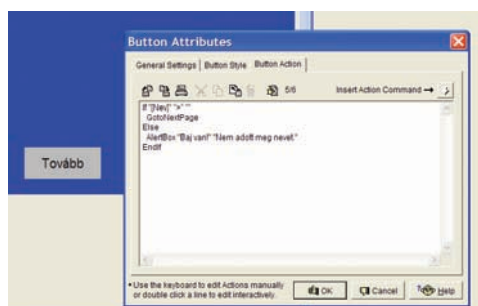 Button Attributes
General Settings Button Style Button Action
5/6 Insert Action Command →
If "[Nev]" ">" ""
GotoNextPage
Else
AlertBox "Baj van!" "Nem adott meg nevet."
EndIf
Tovább
• Use the keyboard to edit Actions manually
or double click a line to edit interactively.
OK Cancel Help